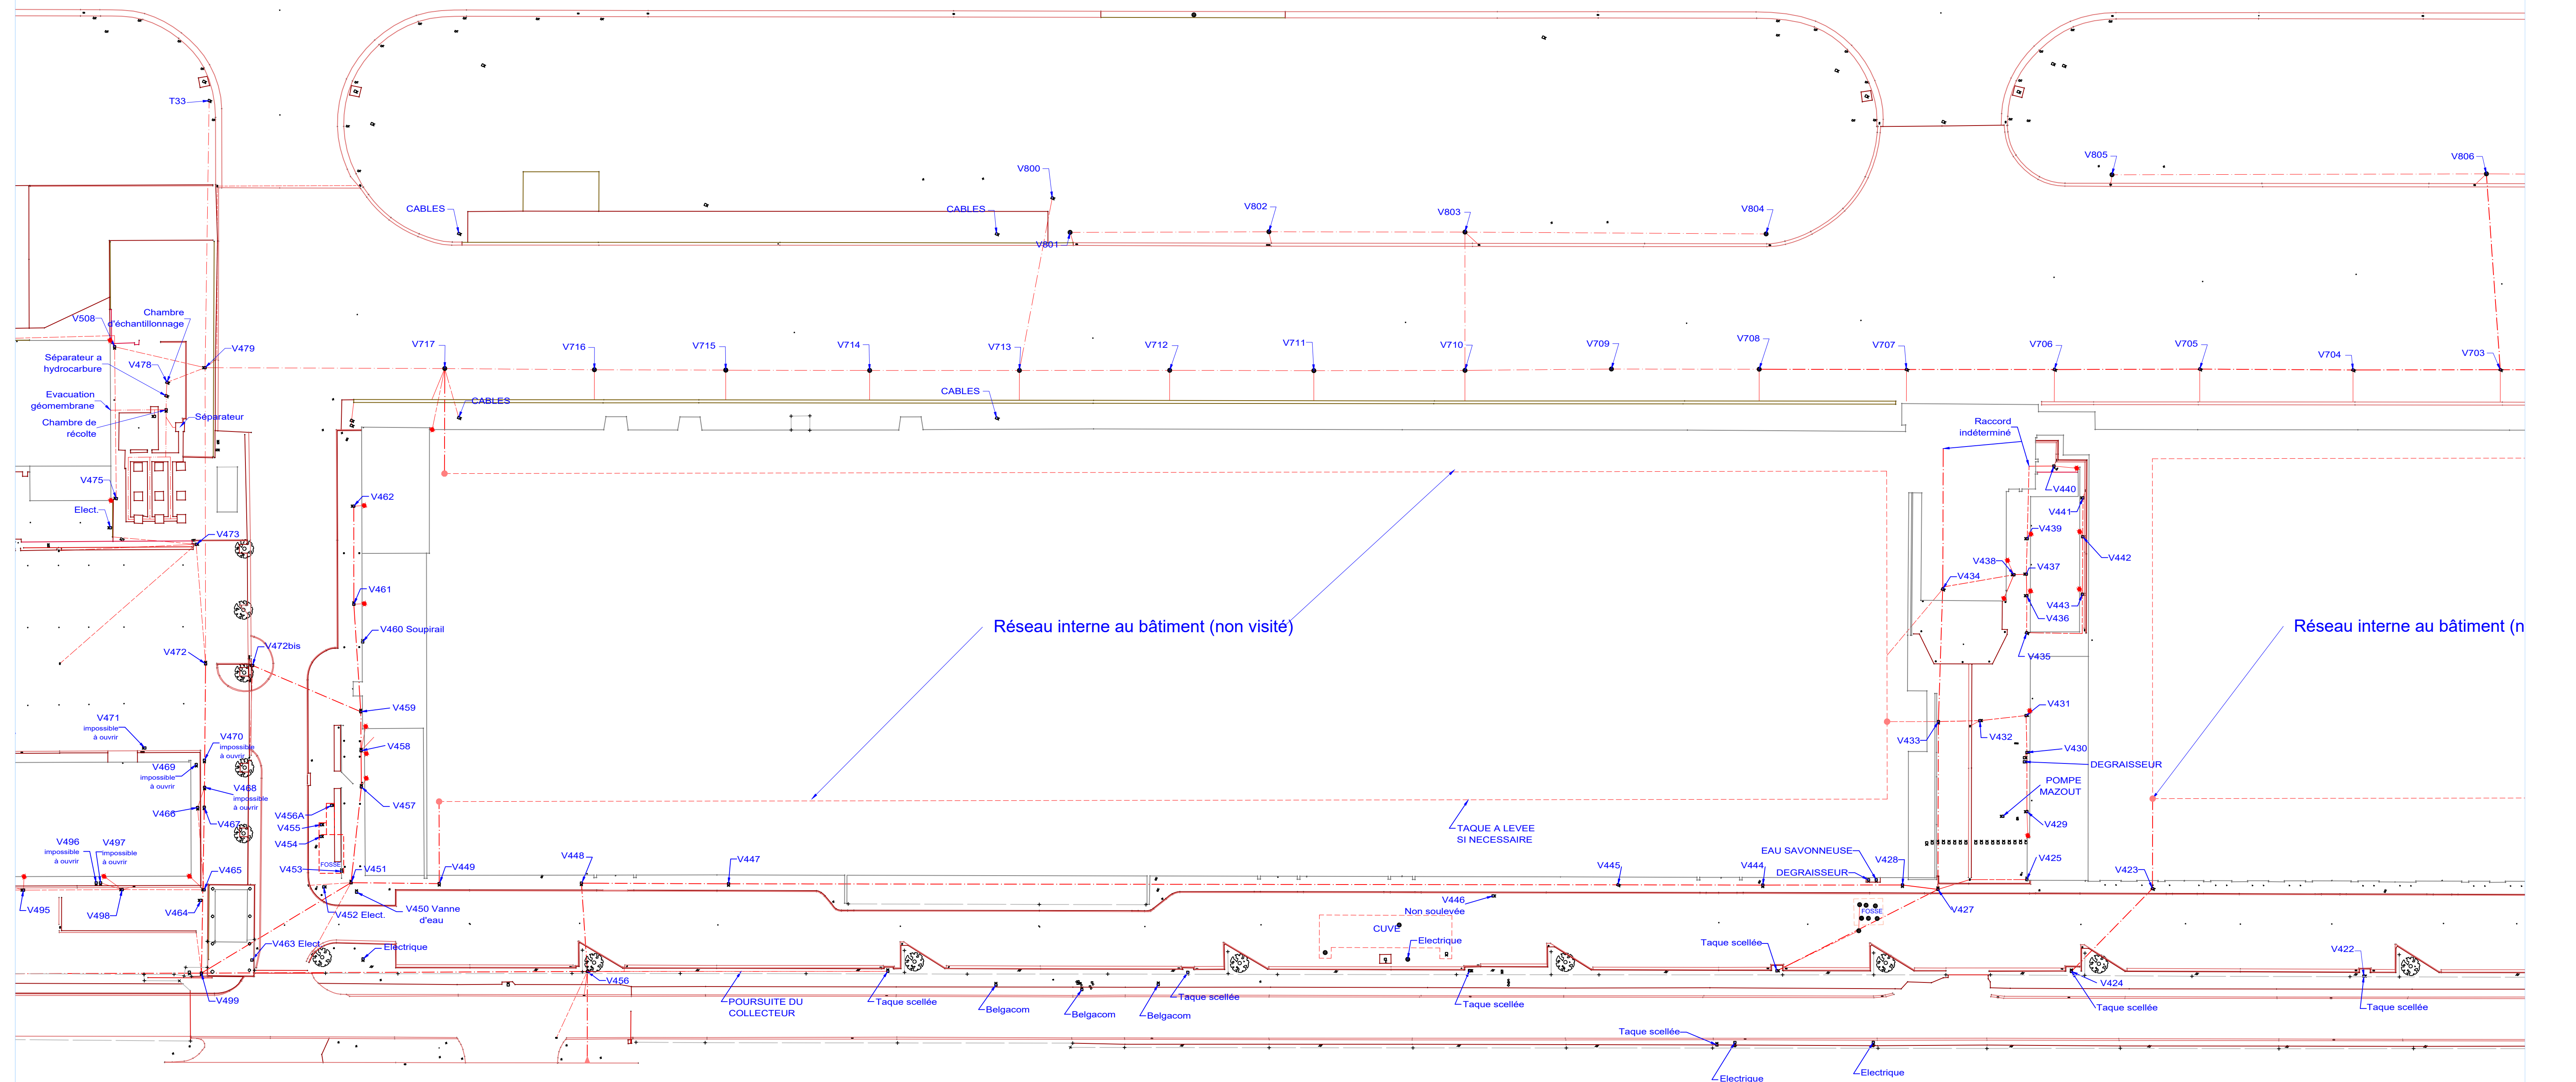 T33
V800
V805
V806
CABLES
CABLES
V802
V803
V804
V801
Chambre
d'échantillonnage
V508
V479
Séparateur a
hydrocarbure
V478
V717
V716
V715
V714
V713
V712
V711
V710
V709
V708
V707
V706
V705
V704
V703
Evacuation
géomembrane
CABLES
CABLES
Séparateur
Chambre de
récolte
Raccord
indéterminé
V475
V462
V440
Elect.
V441
V473
V439
V442
V438
V437
V434
V461
V443
V436
V460 Soupirail
Réseau interne au bâtiment (non visité)
Réseau interne au bâtiment (n
V472
V472bis
V435
V459
V431
V471
impossible
à ouvrir
V470
impossible
à ouvrir
V458
V433
V432
V430
V469
impossible
à ouvrir
DEGRAISSEUR
V468
impossible
à ouvrir
POMPE
MAZOUT
V466
V467
V457
V456A
V455
V454
TAQUE A LEVEE
SI NECESSAIRE
V429
V496
impossible
à ouvrir
V497
impossible
à ouvrir
FOSSE
V453
V451
V465
V449
V448
V447
V445
V444
EAU SAVONNEUSE
DEGRAISSEUR
V428
V425
V423
V495
V498
V464
V452 Elect.
V450 Vanne
d'eau
V446
Non soulevée
V427
FOSSE
CUVE
V463 Elect
Electrique
Electrique
Taque scellée
V422
V499
V456
POURSUITE DU
COLLECTEUR
Taque scellée
Belgacom
Belgacom
Taque scellée
Belgacom
Taque scellée
V424
Taque scellée
Taque scellée
Taque scellée
Electrique
Electrique